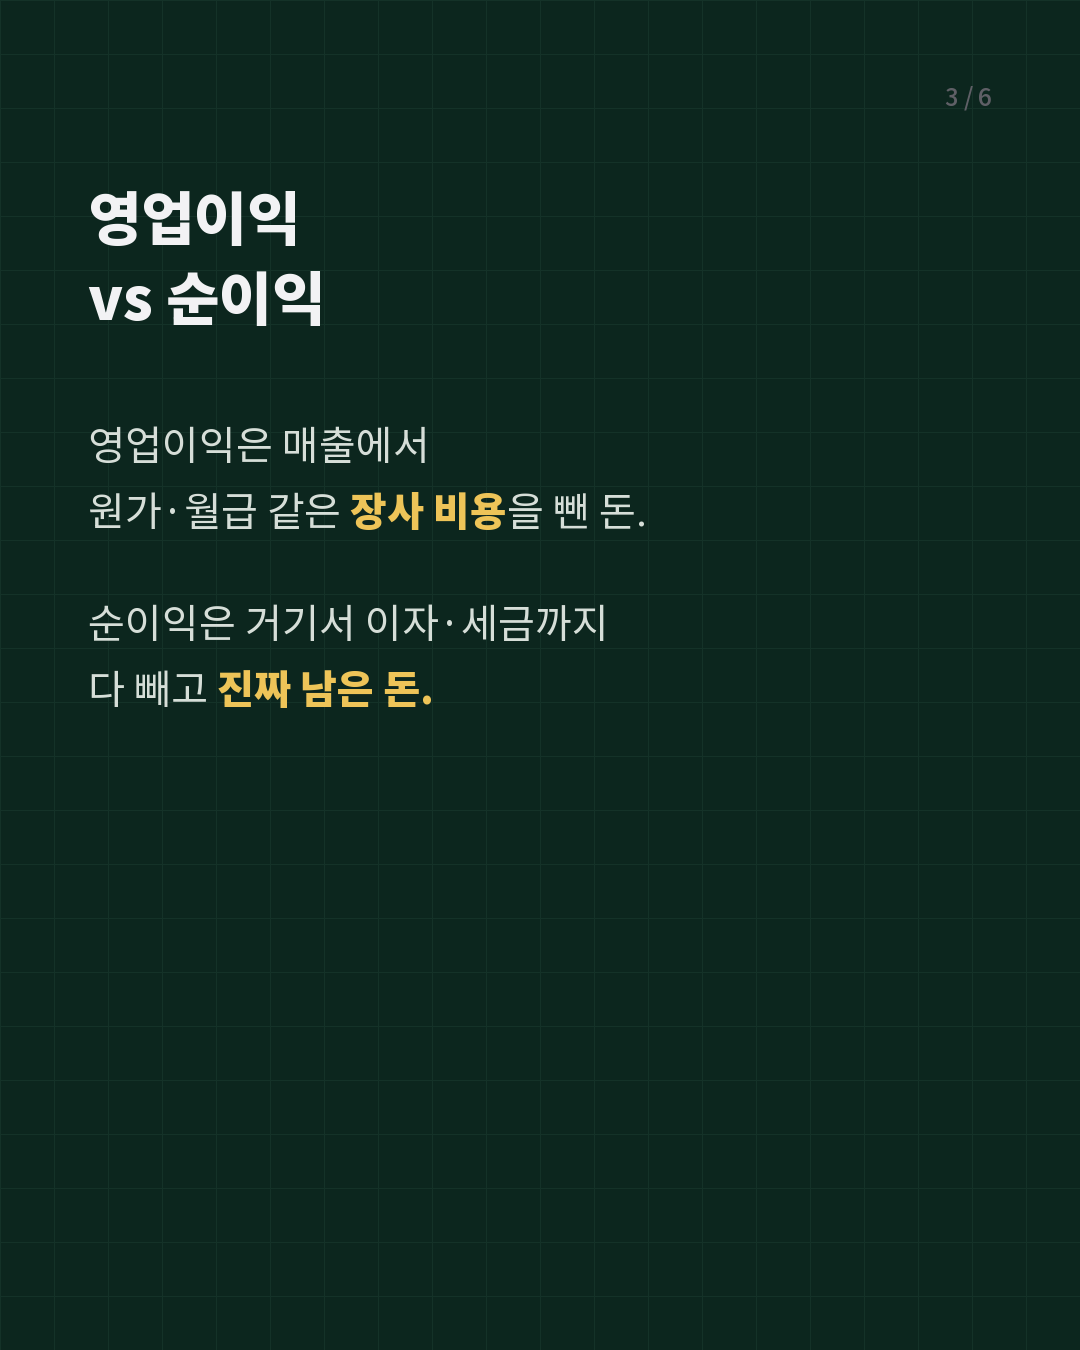 3 / 6
영업이익
vs 순이익
영업이익은 매출에서
원가·월급 같은 장사 비용을 뺀 돈.
순이익은 거기서 이자·세금까지
다 빼고 진짜 남은 돈.